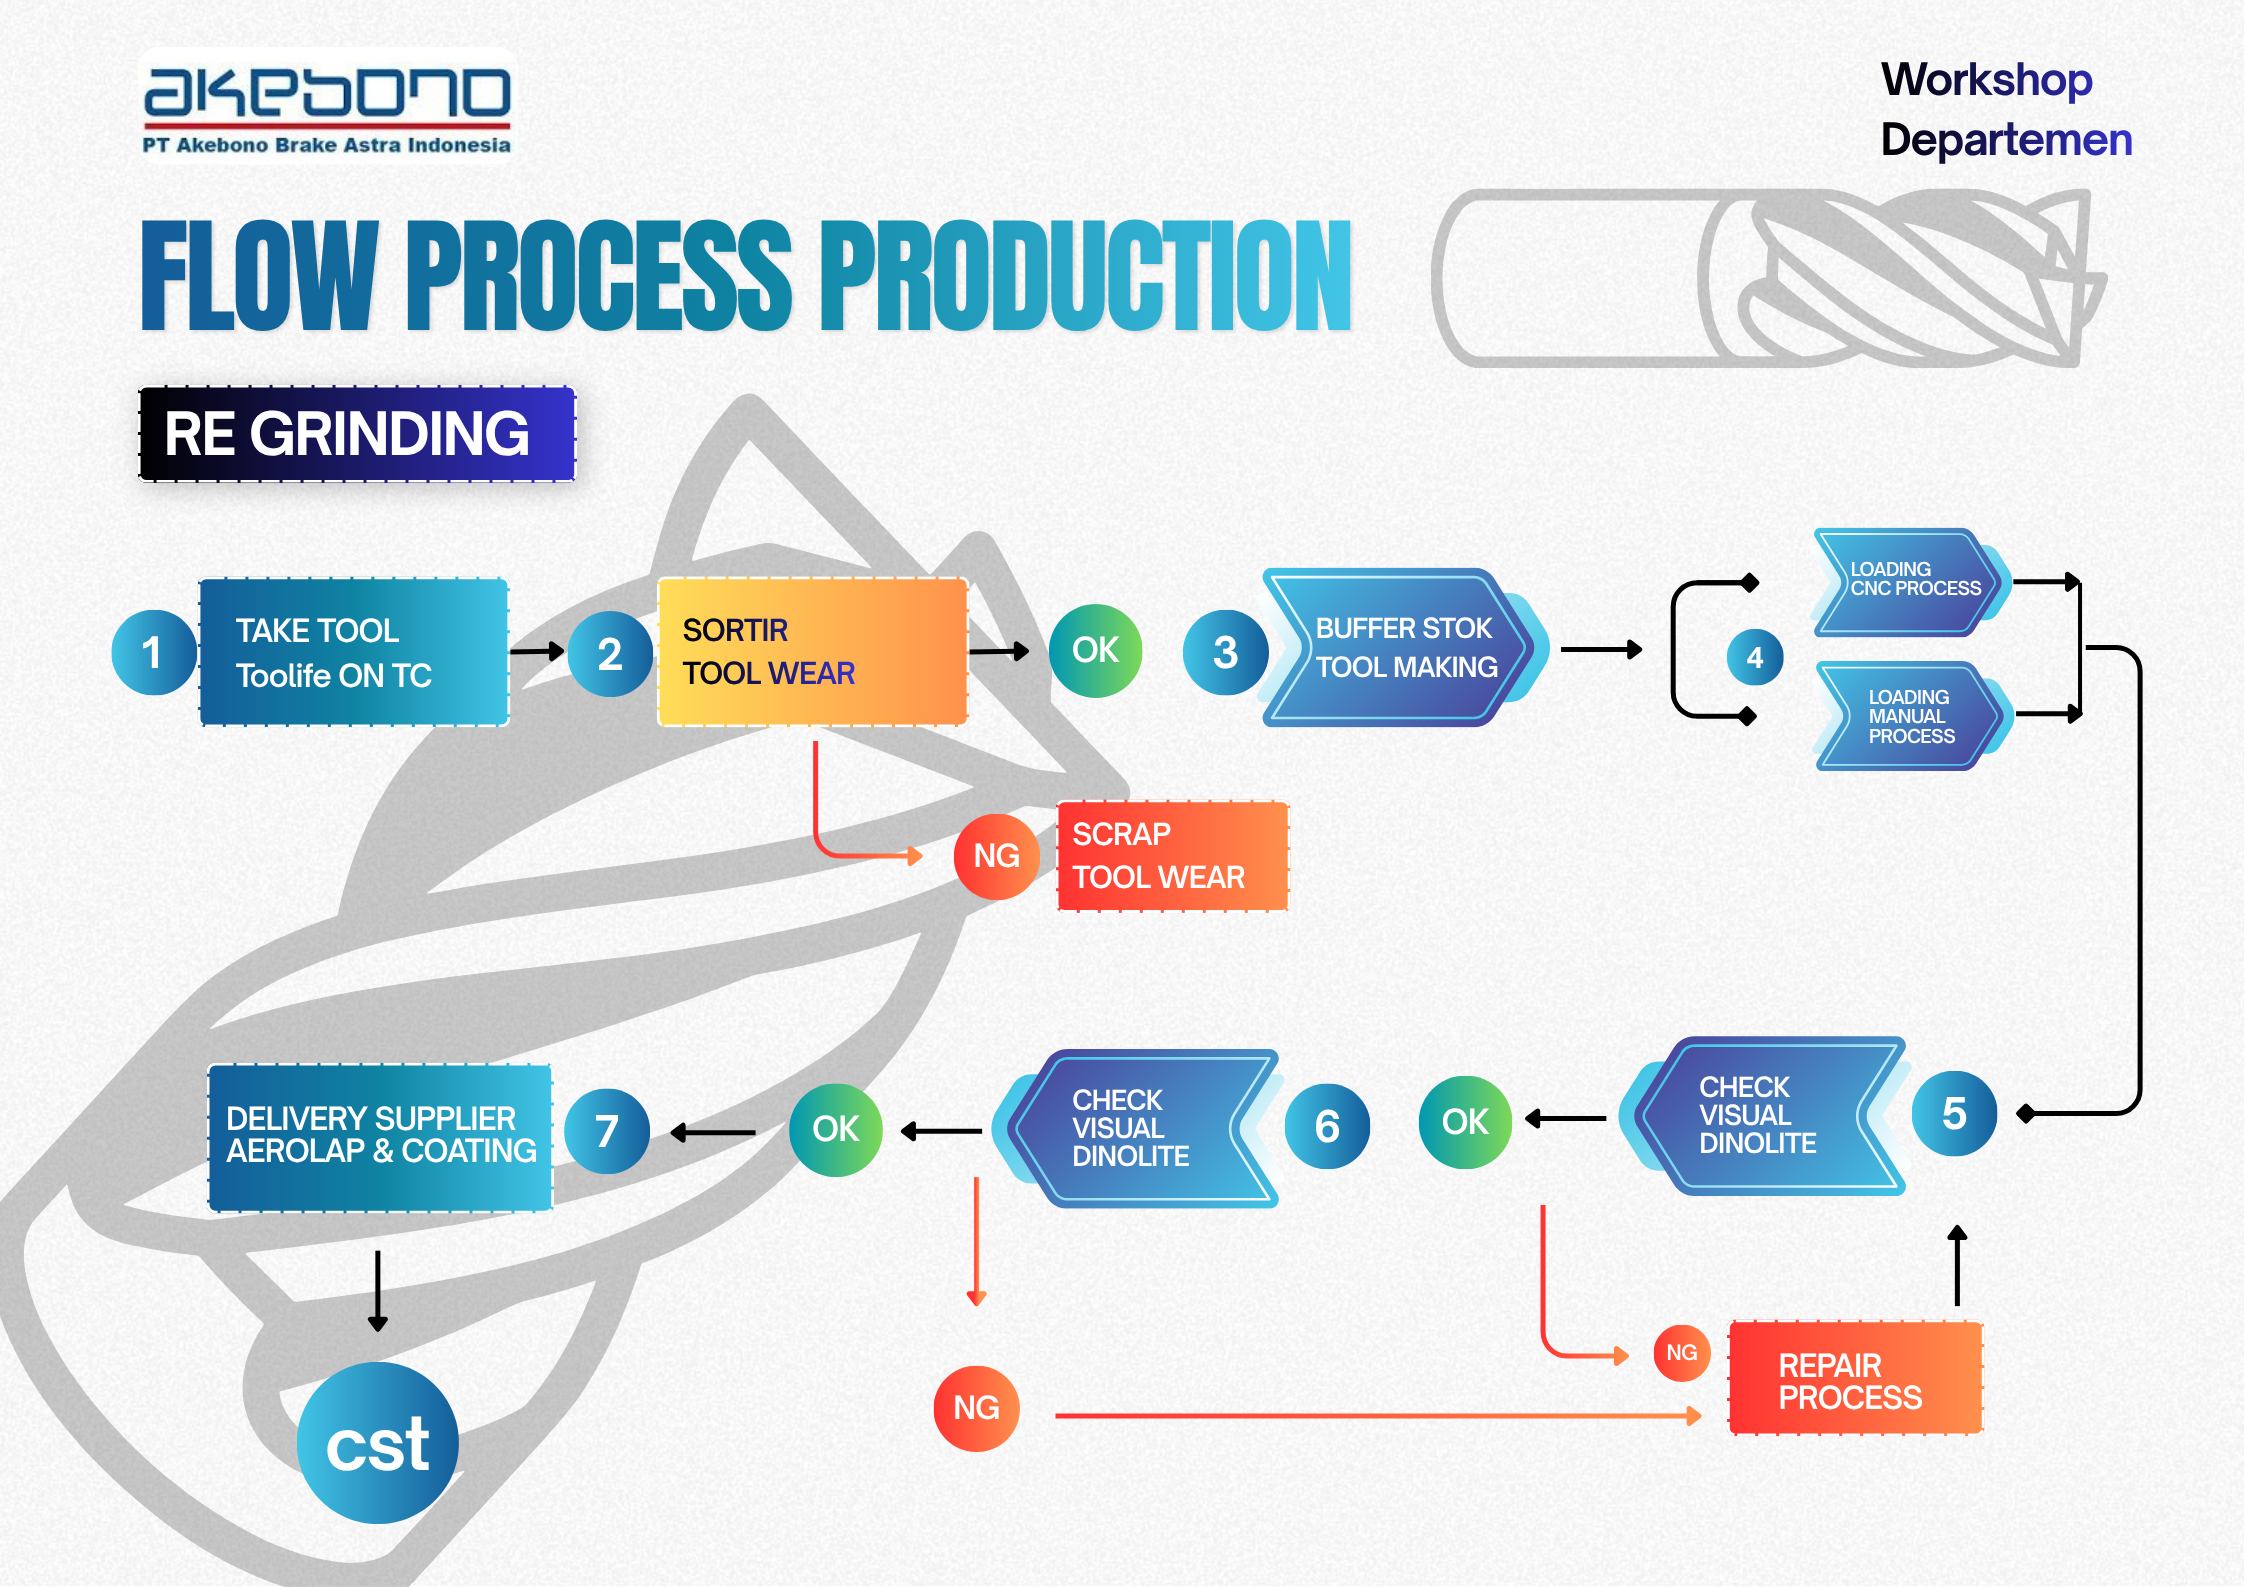 akebono
PT Akebono Brake Astra Indonesia
Workshop
Departemen
FLOW PROCESS PRODUCTION
RE GRINDING
1
TAKE TOOL
Toolife ON TC
2
SORTIR
TOOL WEAR
OK
3
BUFFER STOK
TOOL MAKING
4
LOADING
CNC PROCESS
LOADING
MANUAL
PROCESS
NG
SCRAP
TOOL WEAR
5
CHECK
VISUAL
DINOLITE
OK
6
CHECK
VISUAL
DINOLITE
OK
7
DELIVERY SUPPLIER
AEROLAP & COATING
NG
REPAIR
PROCESS
NG
cst